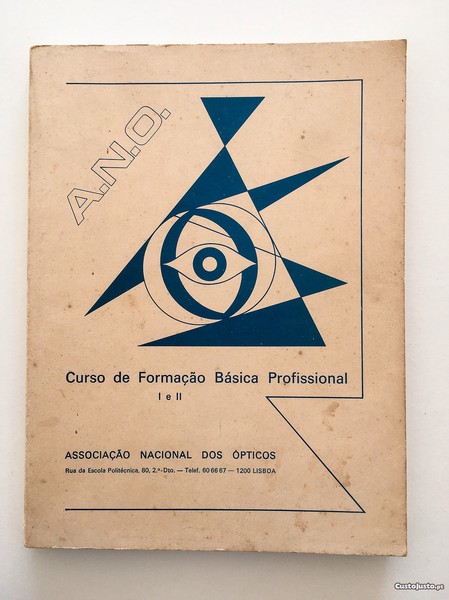 A.N.O.
Curso de Formação Básica Profissional
I e II
ASSOCIAÇÃO NACIONAL DOS ÓPTICOS
Rua da Escola Politécnica, 80, 2.º-Dto. — Telef. 60 66 67 — 1200 LISBOA
CustoJusto.pt